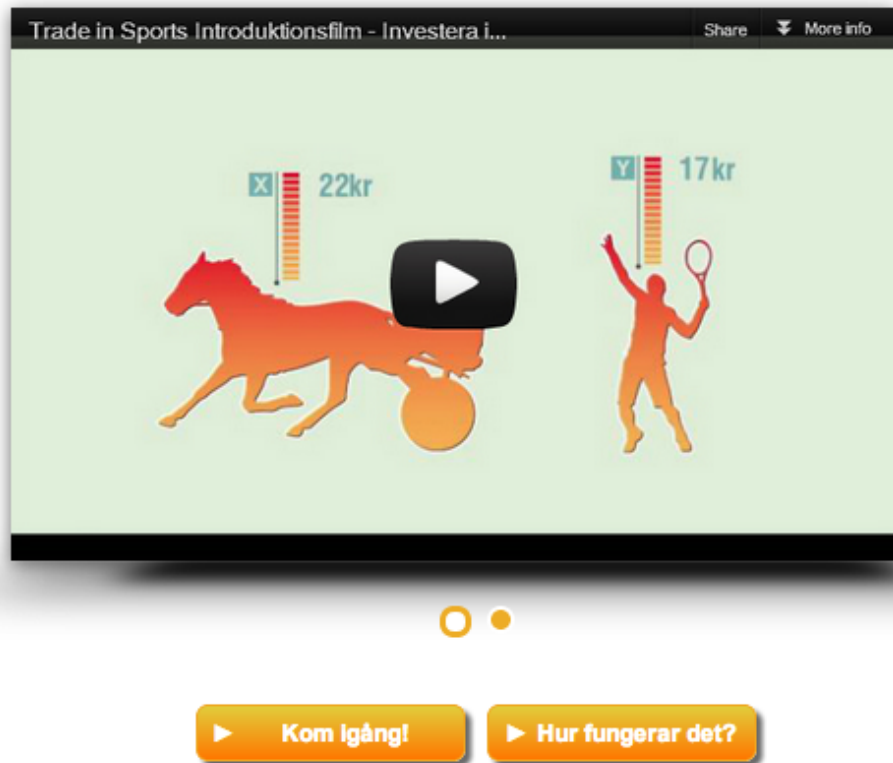 Trade in Sports Introduktionsfilm - Investera i...
Share
More info
X 22kr
Y 17kr
Kom igång!
Hur fungerar det?